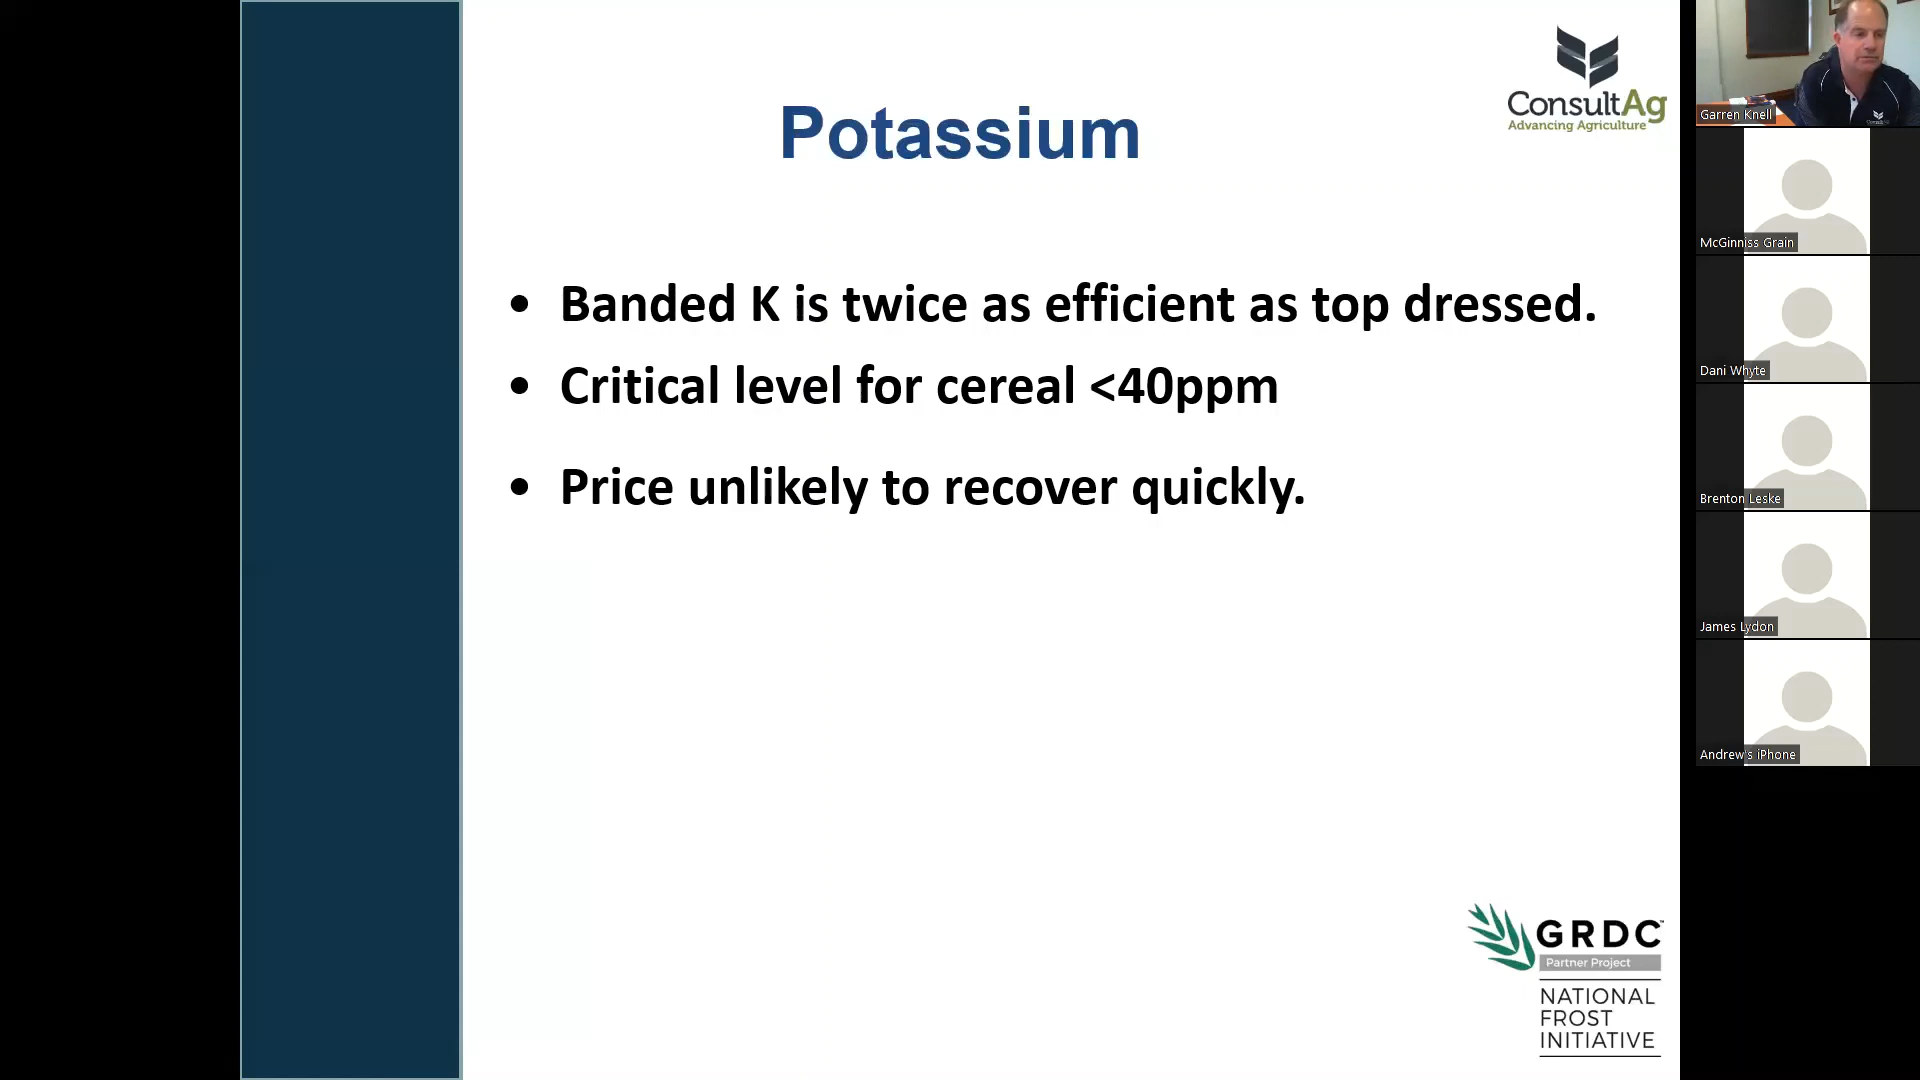 Potassium
ConsultAg
Advancing Agriculture
• Banded K is twice as efficient as top dressed.
• Critical level for cereal <40ppm
• Price unlikely to recover quickly.
GRDC™
Partner Project
NATIONAL
FROST
INITIATIVE
Garren Knell
McGinniss Grain
Dani Whyte
Brenton Leske
James Lydon
Andrew's iPhone